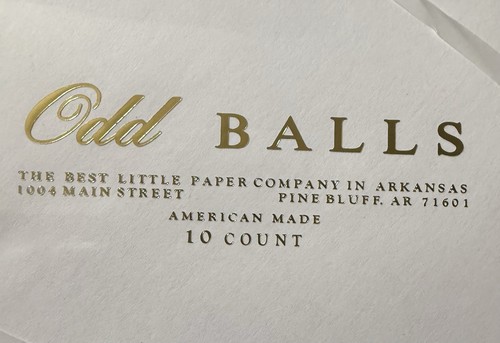 Odd BALLS
THE BEST LITTLE PAPER COMPANY IN ARKANSAS
1004 MAIN STREET PINE BLUFF, AR 71601
AMERICAN MADE
10 COUNT